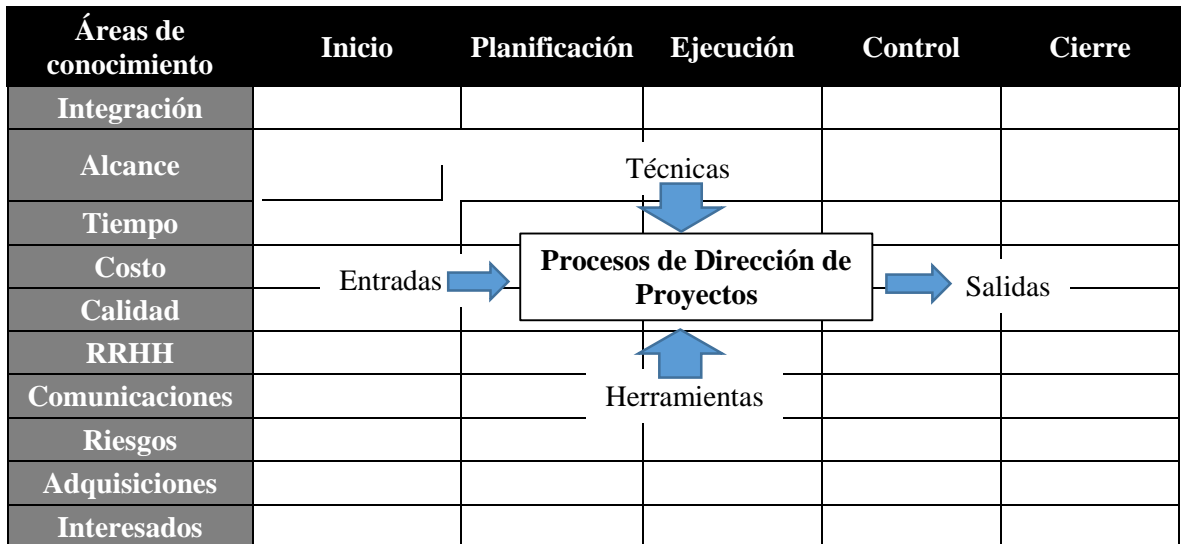 Áreas de
conocimiento
Inicio
Planificación
Ejecución
Control
Cierre
Integración
Alcance
Técnicas
Tiempo
Costo
Entradas
Procesos de Dirección de
Proyectos
Salidas
Calidad
RRHH
Comunicaciones
Herramientas
Riesgos
Adquisiciones
Interesados